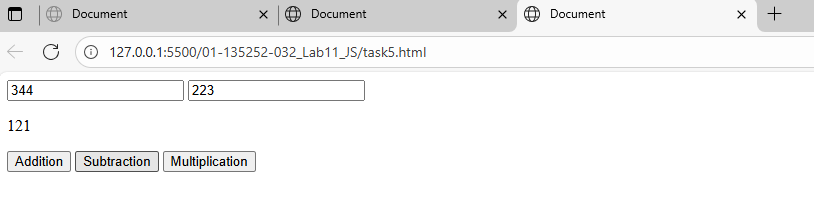 Document Document Document
127.0.0.1:5500/01-135252-032_Lab11_JS/task5.html
344 223
121
Addition Subtraction Multiplication